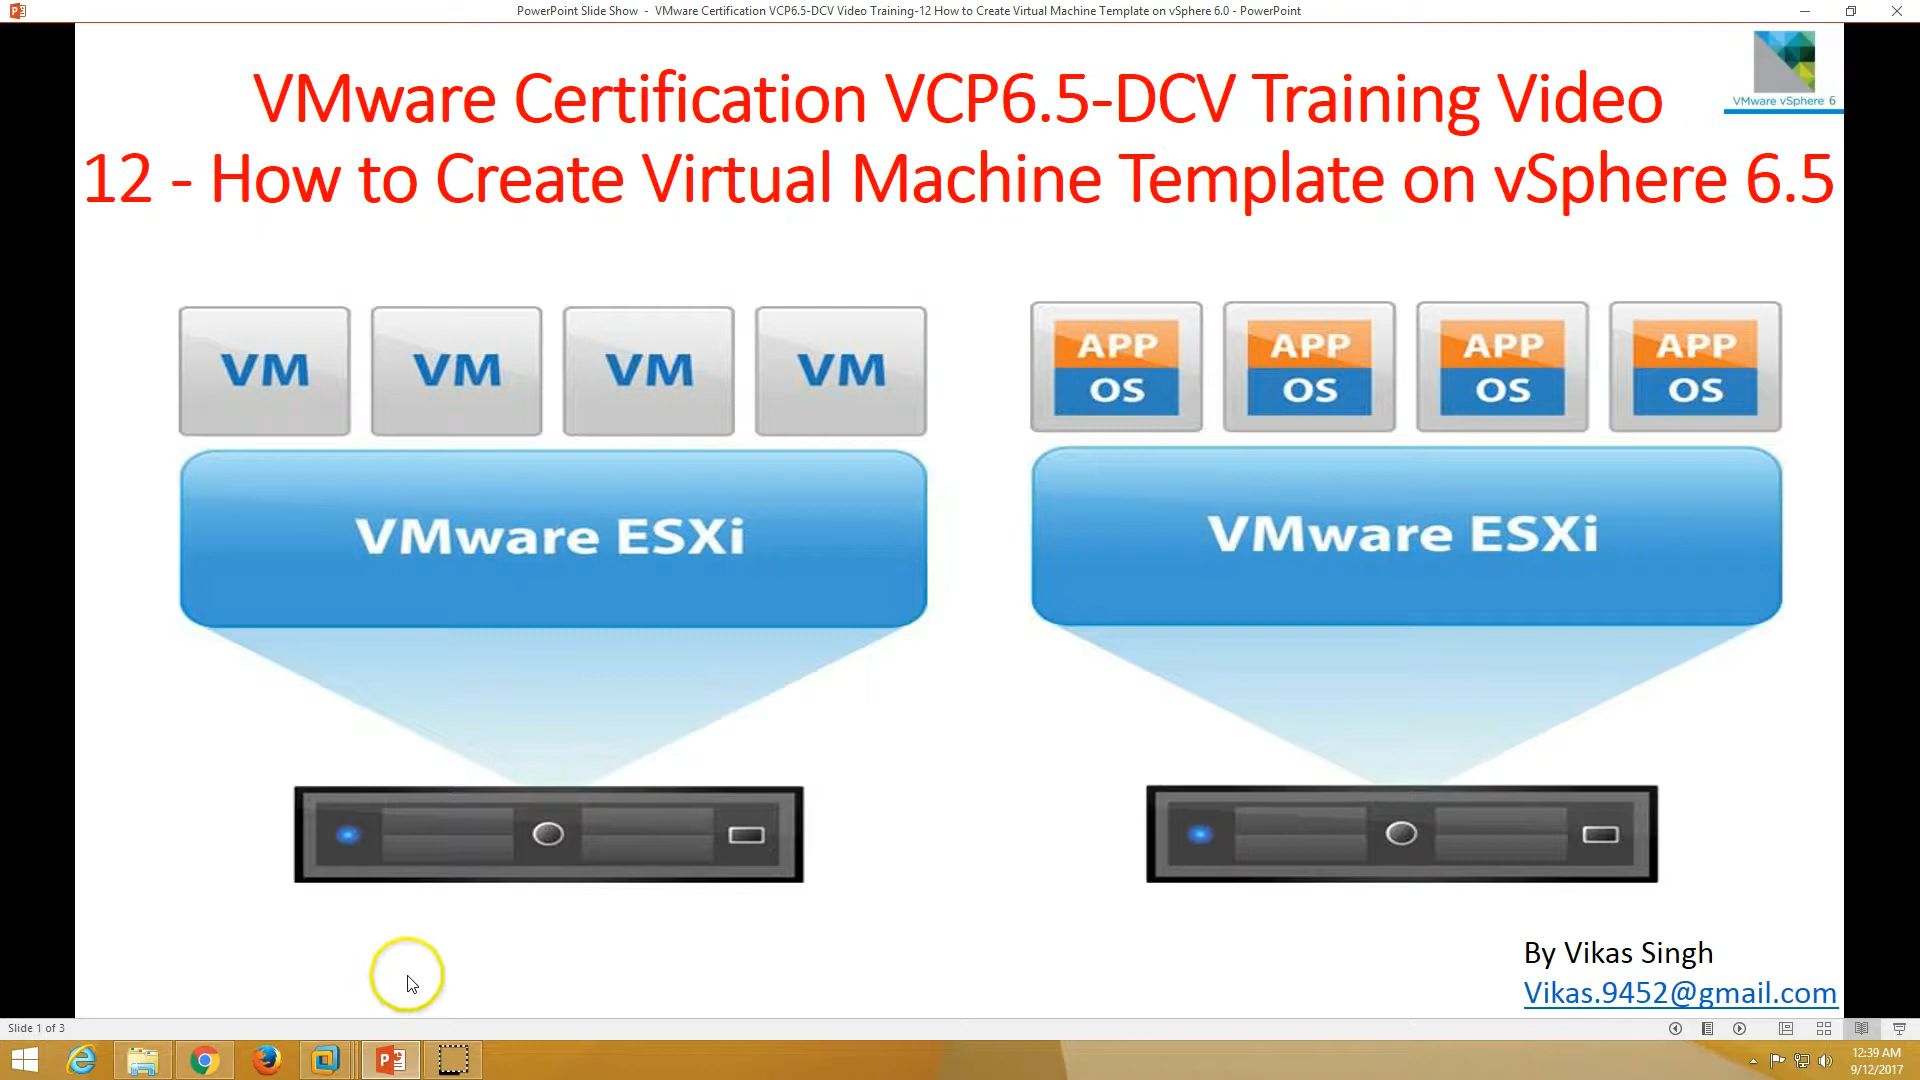 PowerPoint Slide Show - VMware Certification VCP6.5-DCV Video Training-12 How to Create Virtual Machine Template on vSphere 6.0 - PowerPoint
VMware Certification VCP6.5-DCV Training Video
12 - How to Create Virtual Machine Template on vSphere 6.5
VMware vSphere 6
VM VM VM VM
APP APP APP APP
OS OS OS OS
VMware ESXi
VMware ESXi
By Vikas Singh
Vikas.9452@gmail.com
Slide 1 of 3
12:39 AM
9/12/2017